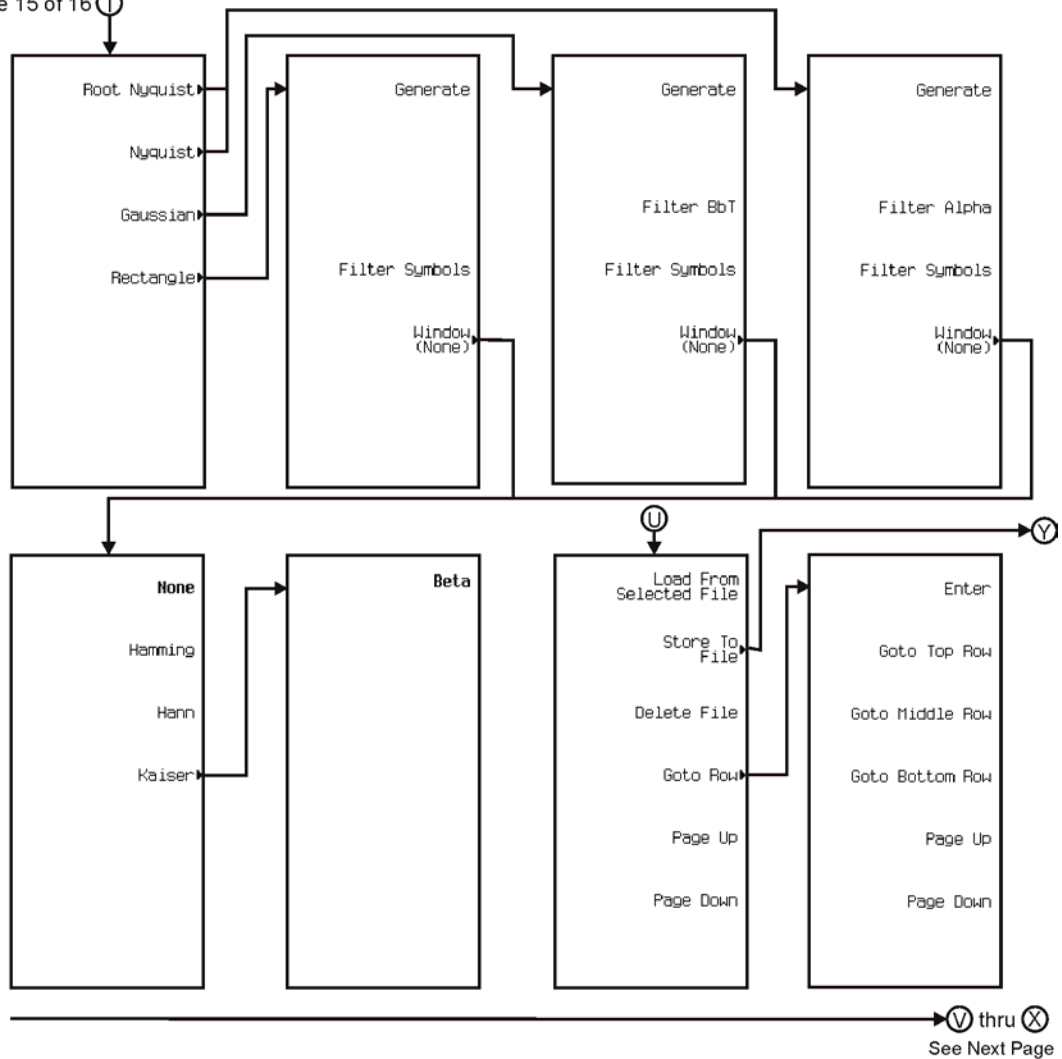 e 15 of 16 T
Root Nyquist
Nyquist
Gaussian
Rectangle
Generate
Filter Symbols
Window
(None)
Generate
Filter BbT
Filter Symbols
Window
(None)
Generate
Filter Alpha
Filter Symbols
Window
(None)
None
Hamming
Hann
Kaiser
Beta
U
Load From
Selected File
Store To
File
Delete File
Goto Row
Page Up
Page Down
Y
Enter
Goto Top Row
Goto Middle Row
Goto Bottom Row
Page Up
Page Down
V thru X
See Next Page